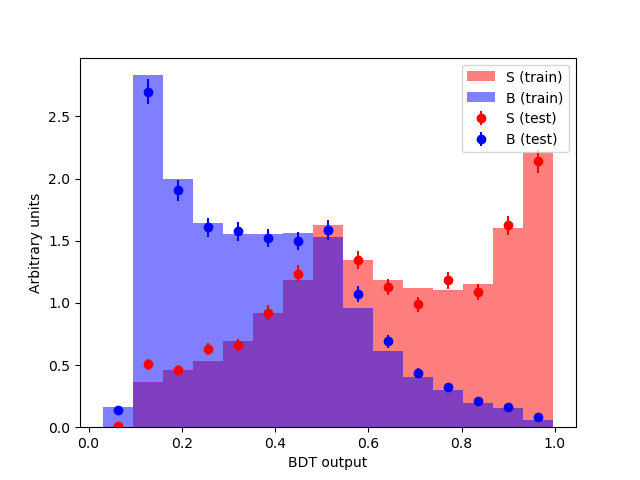 S (train)
B (train)
S (test)
B (test)
Arbitrary units
2.5
2.0
1.5
1.0
0.5
0.0
0.0 0.2 0.4 0.6 0.8 1.0
BDT output